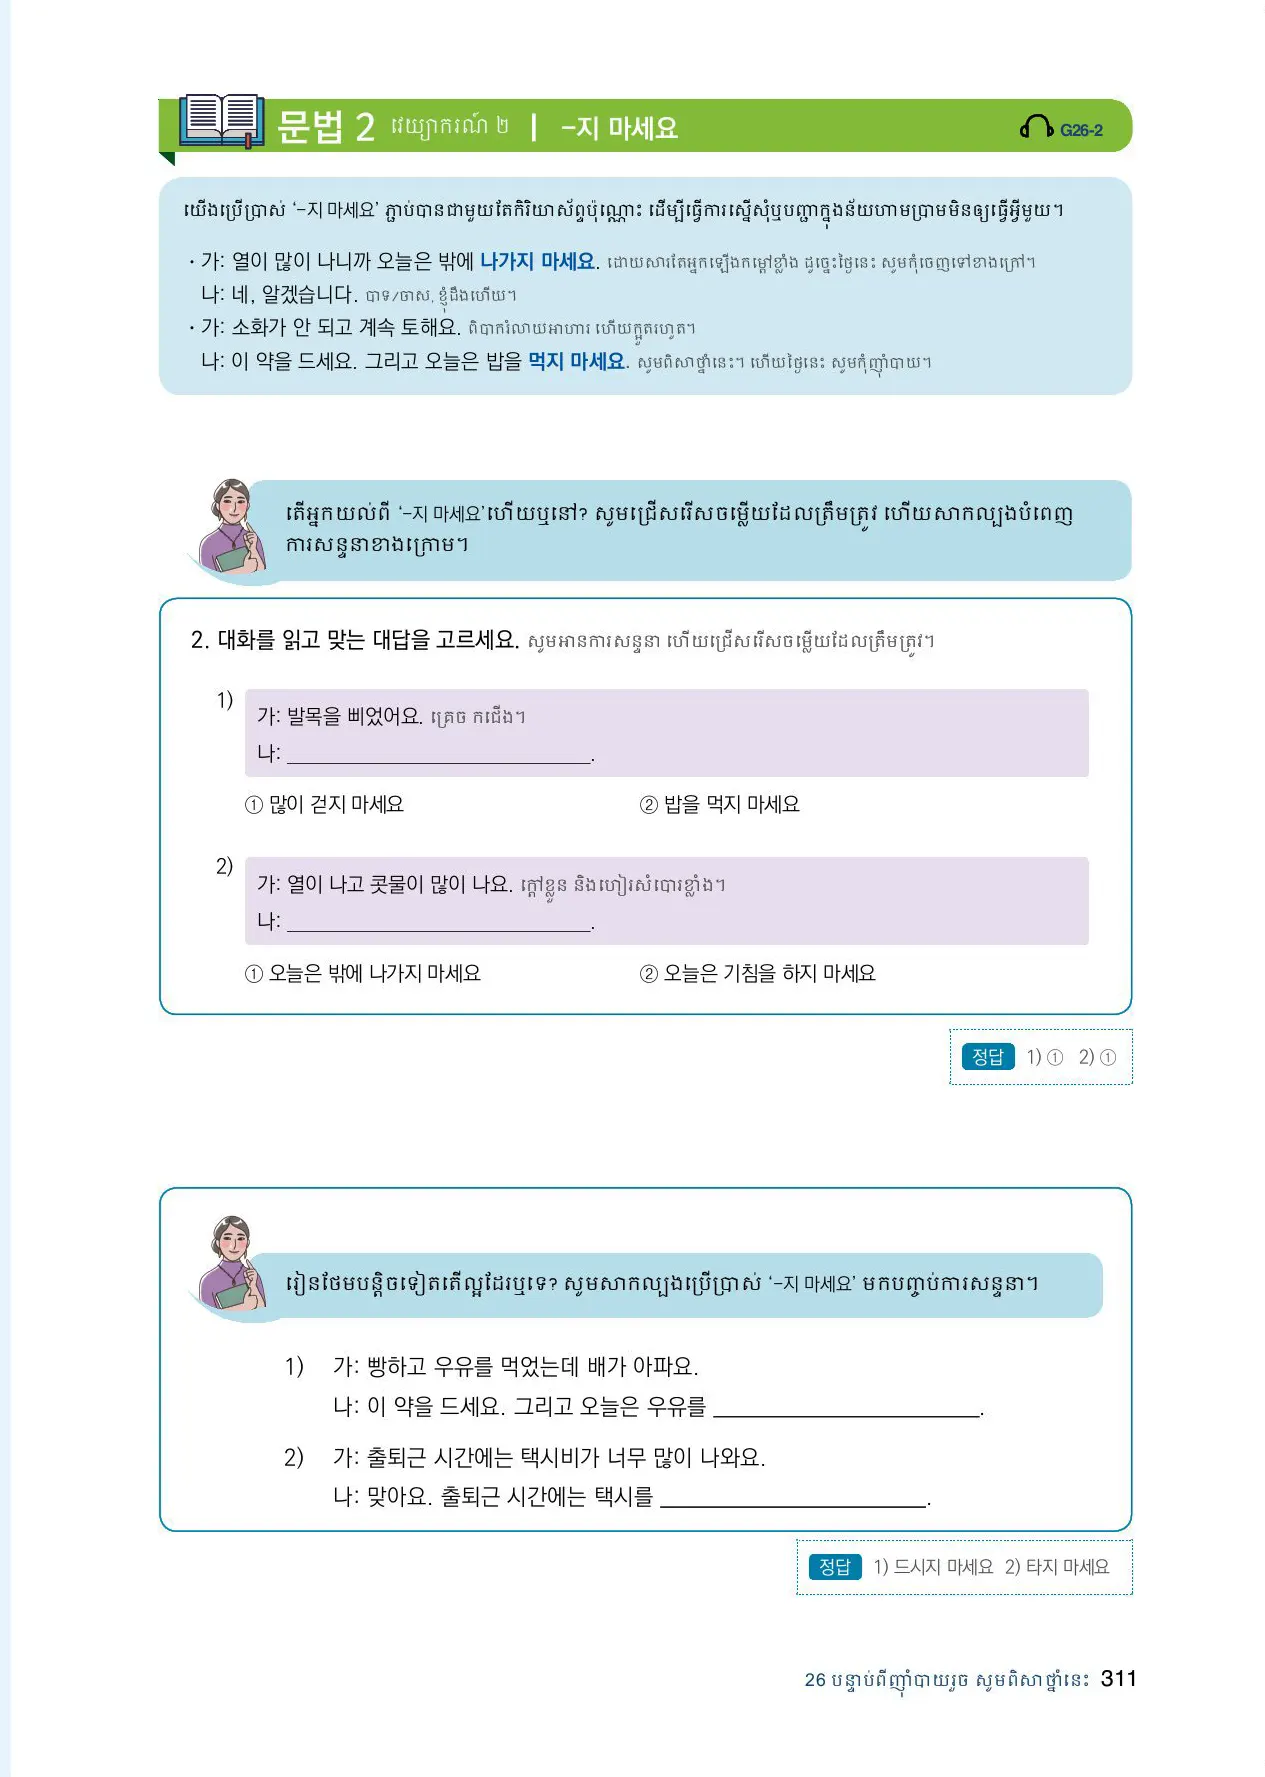 문법 2 វេយ្យាករណ៍ ២ | -지 마세요 G26-2
យើងប្រើប្រាស់ ‘-지 마세요’ ភ្ជាប់បានជាមួយតែកិរិយាស័ព្ទប៉ុណ្ណោះ ដើម្បីធ្វើការស្នើសុំឬបញ្ជាក្នុងន័យហាមប្រាមមិនឲ្យធ្វើអ្វីមួយ។
· 가: 열이 많이 나니까 오늘은 밖에 나가지 마세요. ដោយសារតែអ្នកឡើងកម្តៅខ្លាំង ដូច្នេះថ្ងៃនេះ សូមកុំចេញទៅខាងក្រៅ។
나: 네, 알겠습니다. បាទ/ចាស, ខ្ញុំដឹងហើយ។
· 가: 소화가 안 되고 계속 토해요. ពិបាករំលាយអាហារ ហើយក្អួតរហូត។
나: 이 약을 드세요. 그리고 오늘은 밥을 먹지 마세요. សូមពិសាថ្នាំនេះ។ ហើយថ្ងៃនេះ សូមកុំញ៉ាំបាយ។
តើអ្នកយល់ពី ‘-지 마세요’ហើយឬនៅ? សូមជ្រើសរើសចម្លើយដែលត្រឹមត្រូវ ហើយសាកល្បងបំពេញ
ការសន្ទនាខាងក្រោម។
2. 대화를 읽고 맞는 대답을 고르세요. សូមអានការសន្ទនា ហើយជ្រើសរើសចម្លើយដែលត្រឹមត្រូវ។
1) 가: 발목을 삐었어요. គ្រេច កជើង។
나: ____________________.
① 많이 걷지 마세요 ② 밥을 먹지 마세요
2) 가: 열이 나고 콧물이 많이 나요. ក្តៅខ្លួន និងហៀរសំបោរខ្លាំង។
나: ____________________.
① 오늘은 밖에 나가지 마세요 ② 오늘은 기침을 하지 마세요
정답 1) ① 2) ①
រៀនថែមបន្តិចទៀតតើល្អដែរឬទេ? សូមសាកល្បងប្រើប្រាស់ ‘-지 마세요’ មកបញ្ចប់ការសន្ទនា។
1) 가: 빵하고 우유를 먹었는데 배가 아파요.
나: 이 약을 드세요. 그리고 오늘은 우유를 ____________________.
2) 가: 출퇴근 시간에는 택시비가 너무 많이 나와요.
나: 맞아요. 출퇴근 시간에는 택시를 ____________________.
정답 1) 드시지 마세요 2) 타지 마세요
26 បន្ទាប់ពីញ៉ាំបាយរួច សូមពិសាថ្នាំនេះ 311